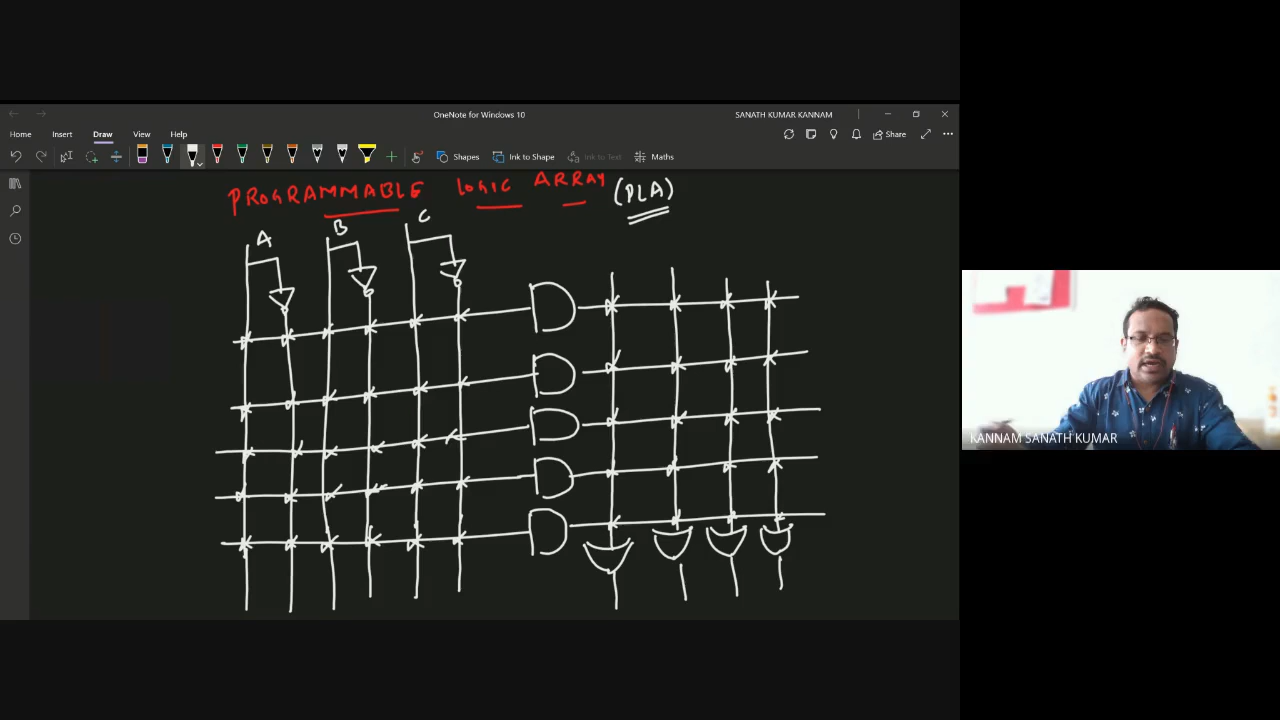 OneNote for Windows 10
SANATH KUMAR KANNAM
Home Insert Draw View Help
Share
Shapes Ink to Shape Ink to Text Maths
PROGRAMMABLE LOGIC ARRAY (PLA)
A B C
KANNAM SANATH KUMAR